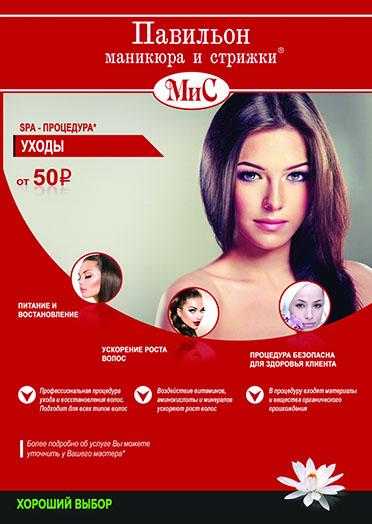 Павильон
маникюра и стрижки®
МиС
SPA - ПРОЦЕДУРА*
УХОДЫ
от 50₽
ПИТАНИЕ И
ВОСТАНОВЛЕНИЕ
УСКОРЕНИЕ РОСТА
ВОЛОС
ПРОЦЕДУРА БЕЗОПАСНА
ДЛЯ ЗДОРОВЬЯ КЛИЕНТА
Профессиональная процедура
ухода и восстановления волос.
Подходит для всех типов волос
Воздействие витаминов,
аминокислоты и минералов
ускоряют рост волос
В процедуру входят материалы
и вещества органического
происхождения
Более подробно об услуге Вы можете
уточнить у Вашего мастера*
ХОРОШИЙ ВЫБОР